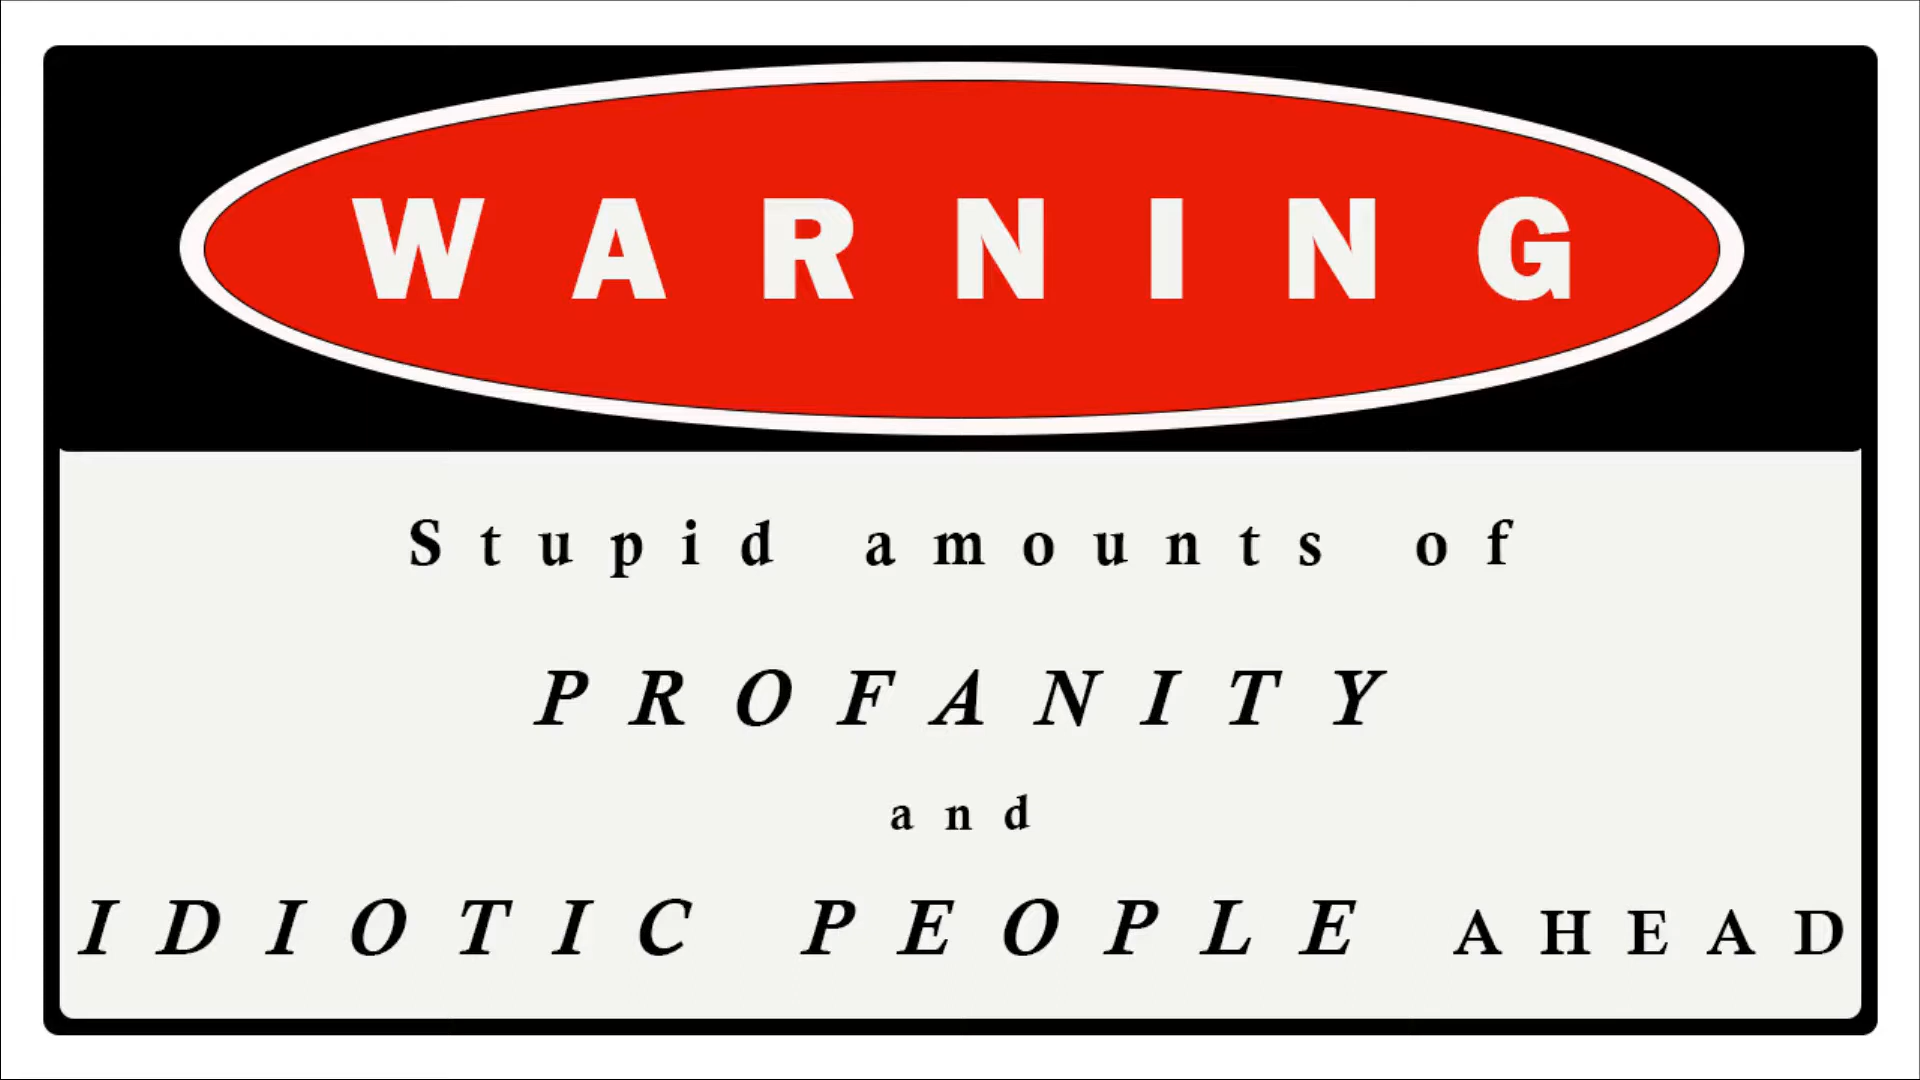 WARNING
Stupid amounts of
PROFANITY
and
IDIOTIC PEOPLE AHEAD